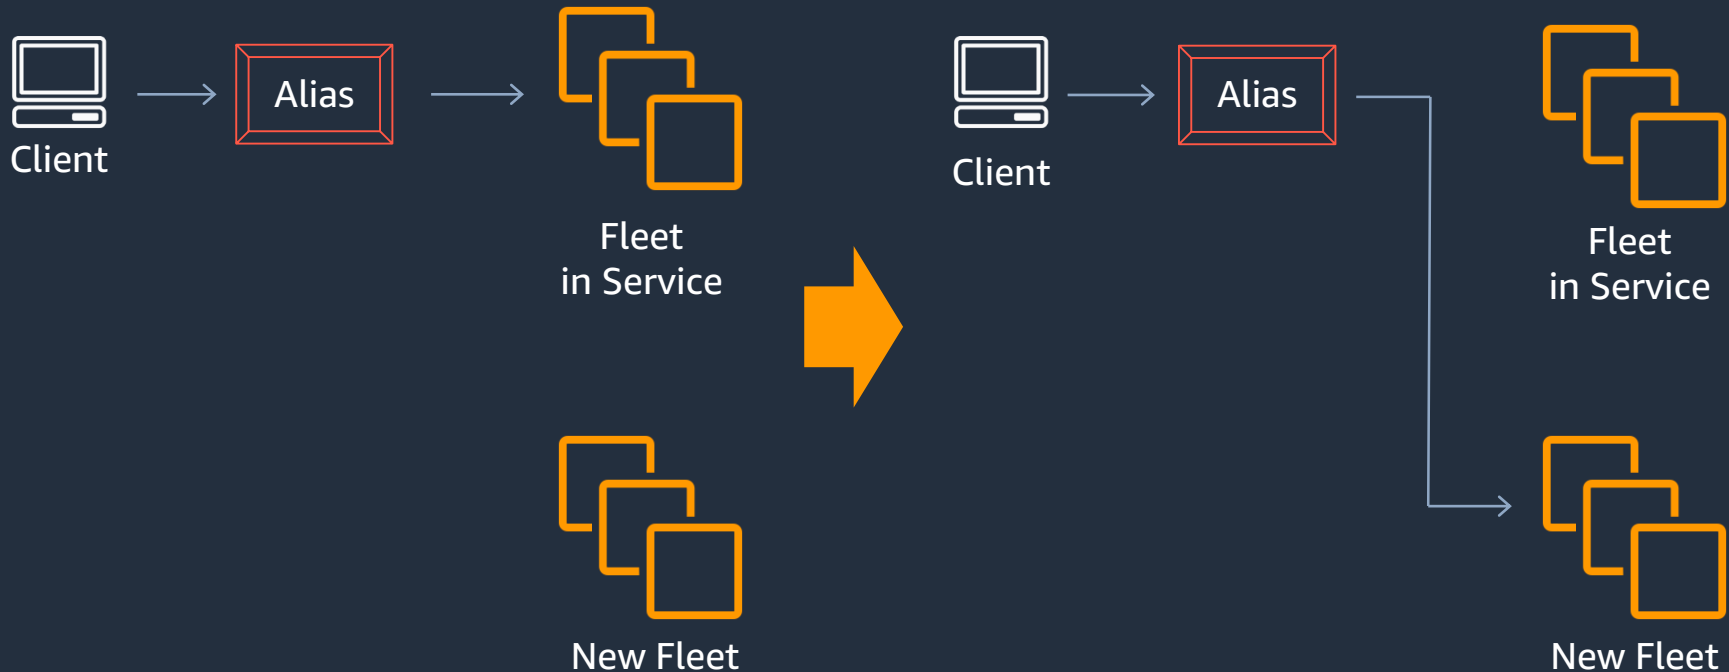 Client
Alias
Fleet
in Service
New Fleet
Client
Alias
Fleet
in Service
New Fleet